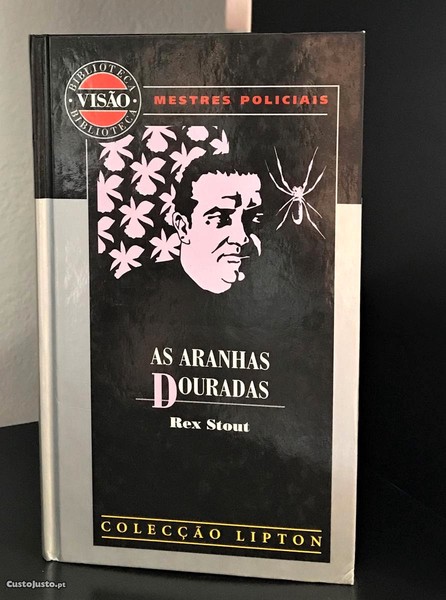 BIBLIOTECA
VISÃO
BIBLIOTECA
MESTRES POLICIAIS
AS ARANHAS
DOURADAS
Rex Stout
COLECÇÃO LIPTON
CustoJusto.pt